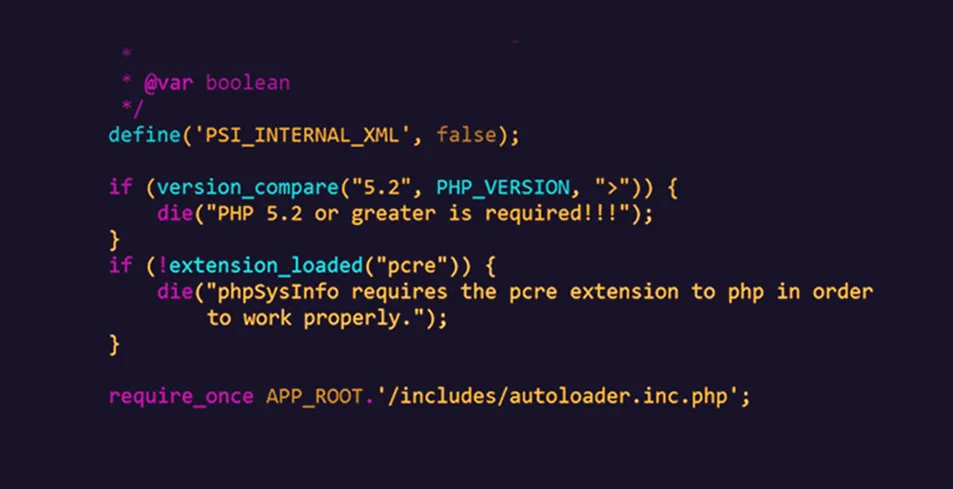 *
* @var boolean
*/
define('PSI_INTERNAL_XML', false);
if (version_compare("5.2", PHP_VERSION, ">")) {
die("PHP 5.2 or greater is required!!!");
}
if (!extension_loaded("pcre")) {
die("phpSysInfo requires the pcre extension to php in order
to work properly.");
}
require_once APP_ROOT.'/includes/autoloader.inc.php';